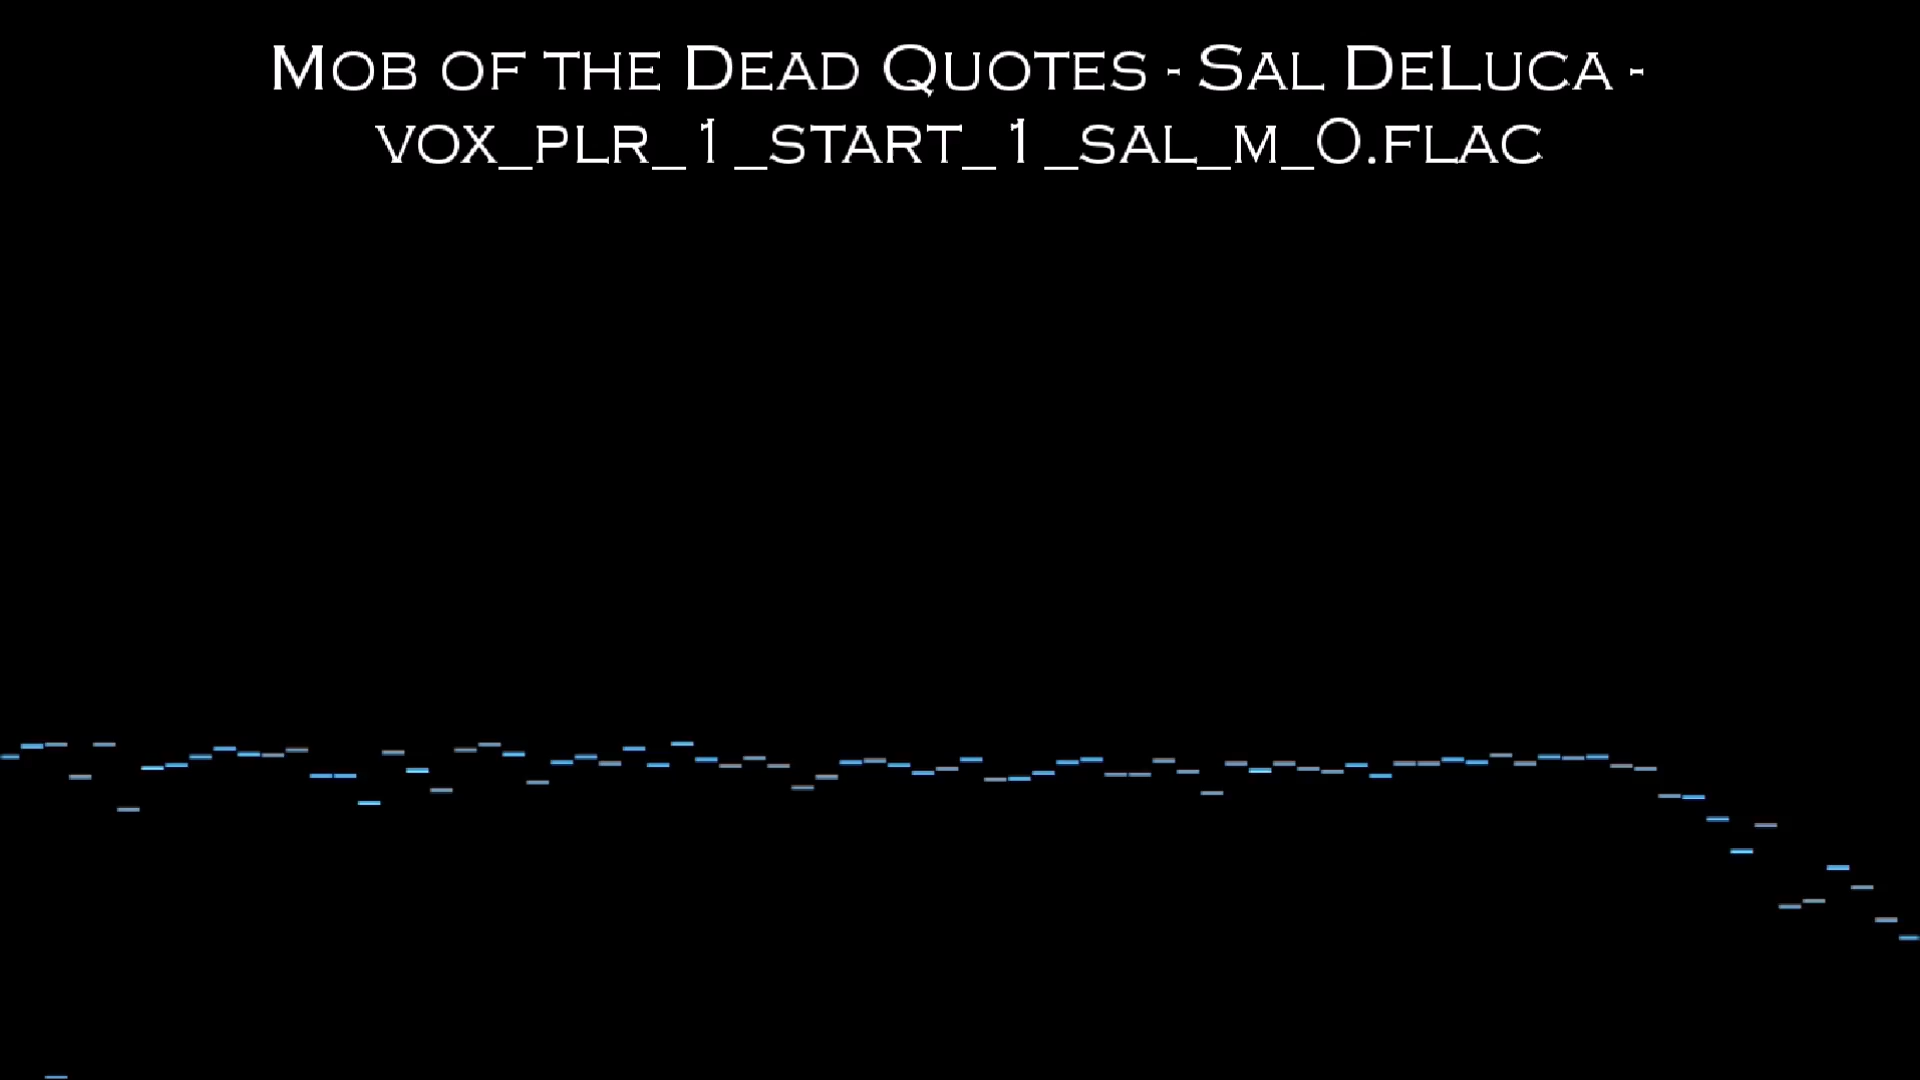 Mob of the Dead Quotes - Sal DeLuca -
vox_plr_1_start_1_sal_m_0.flac